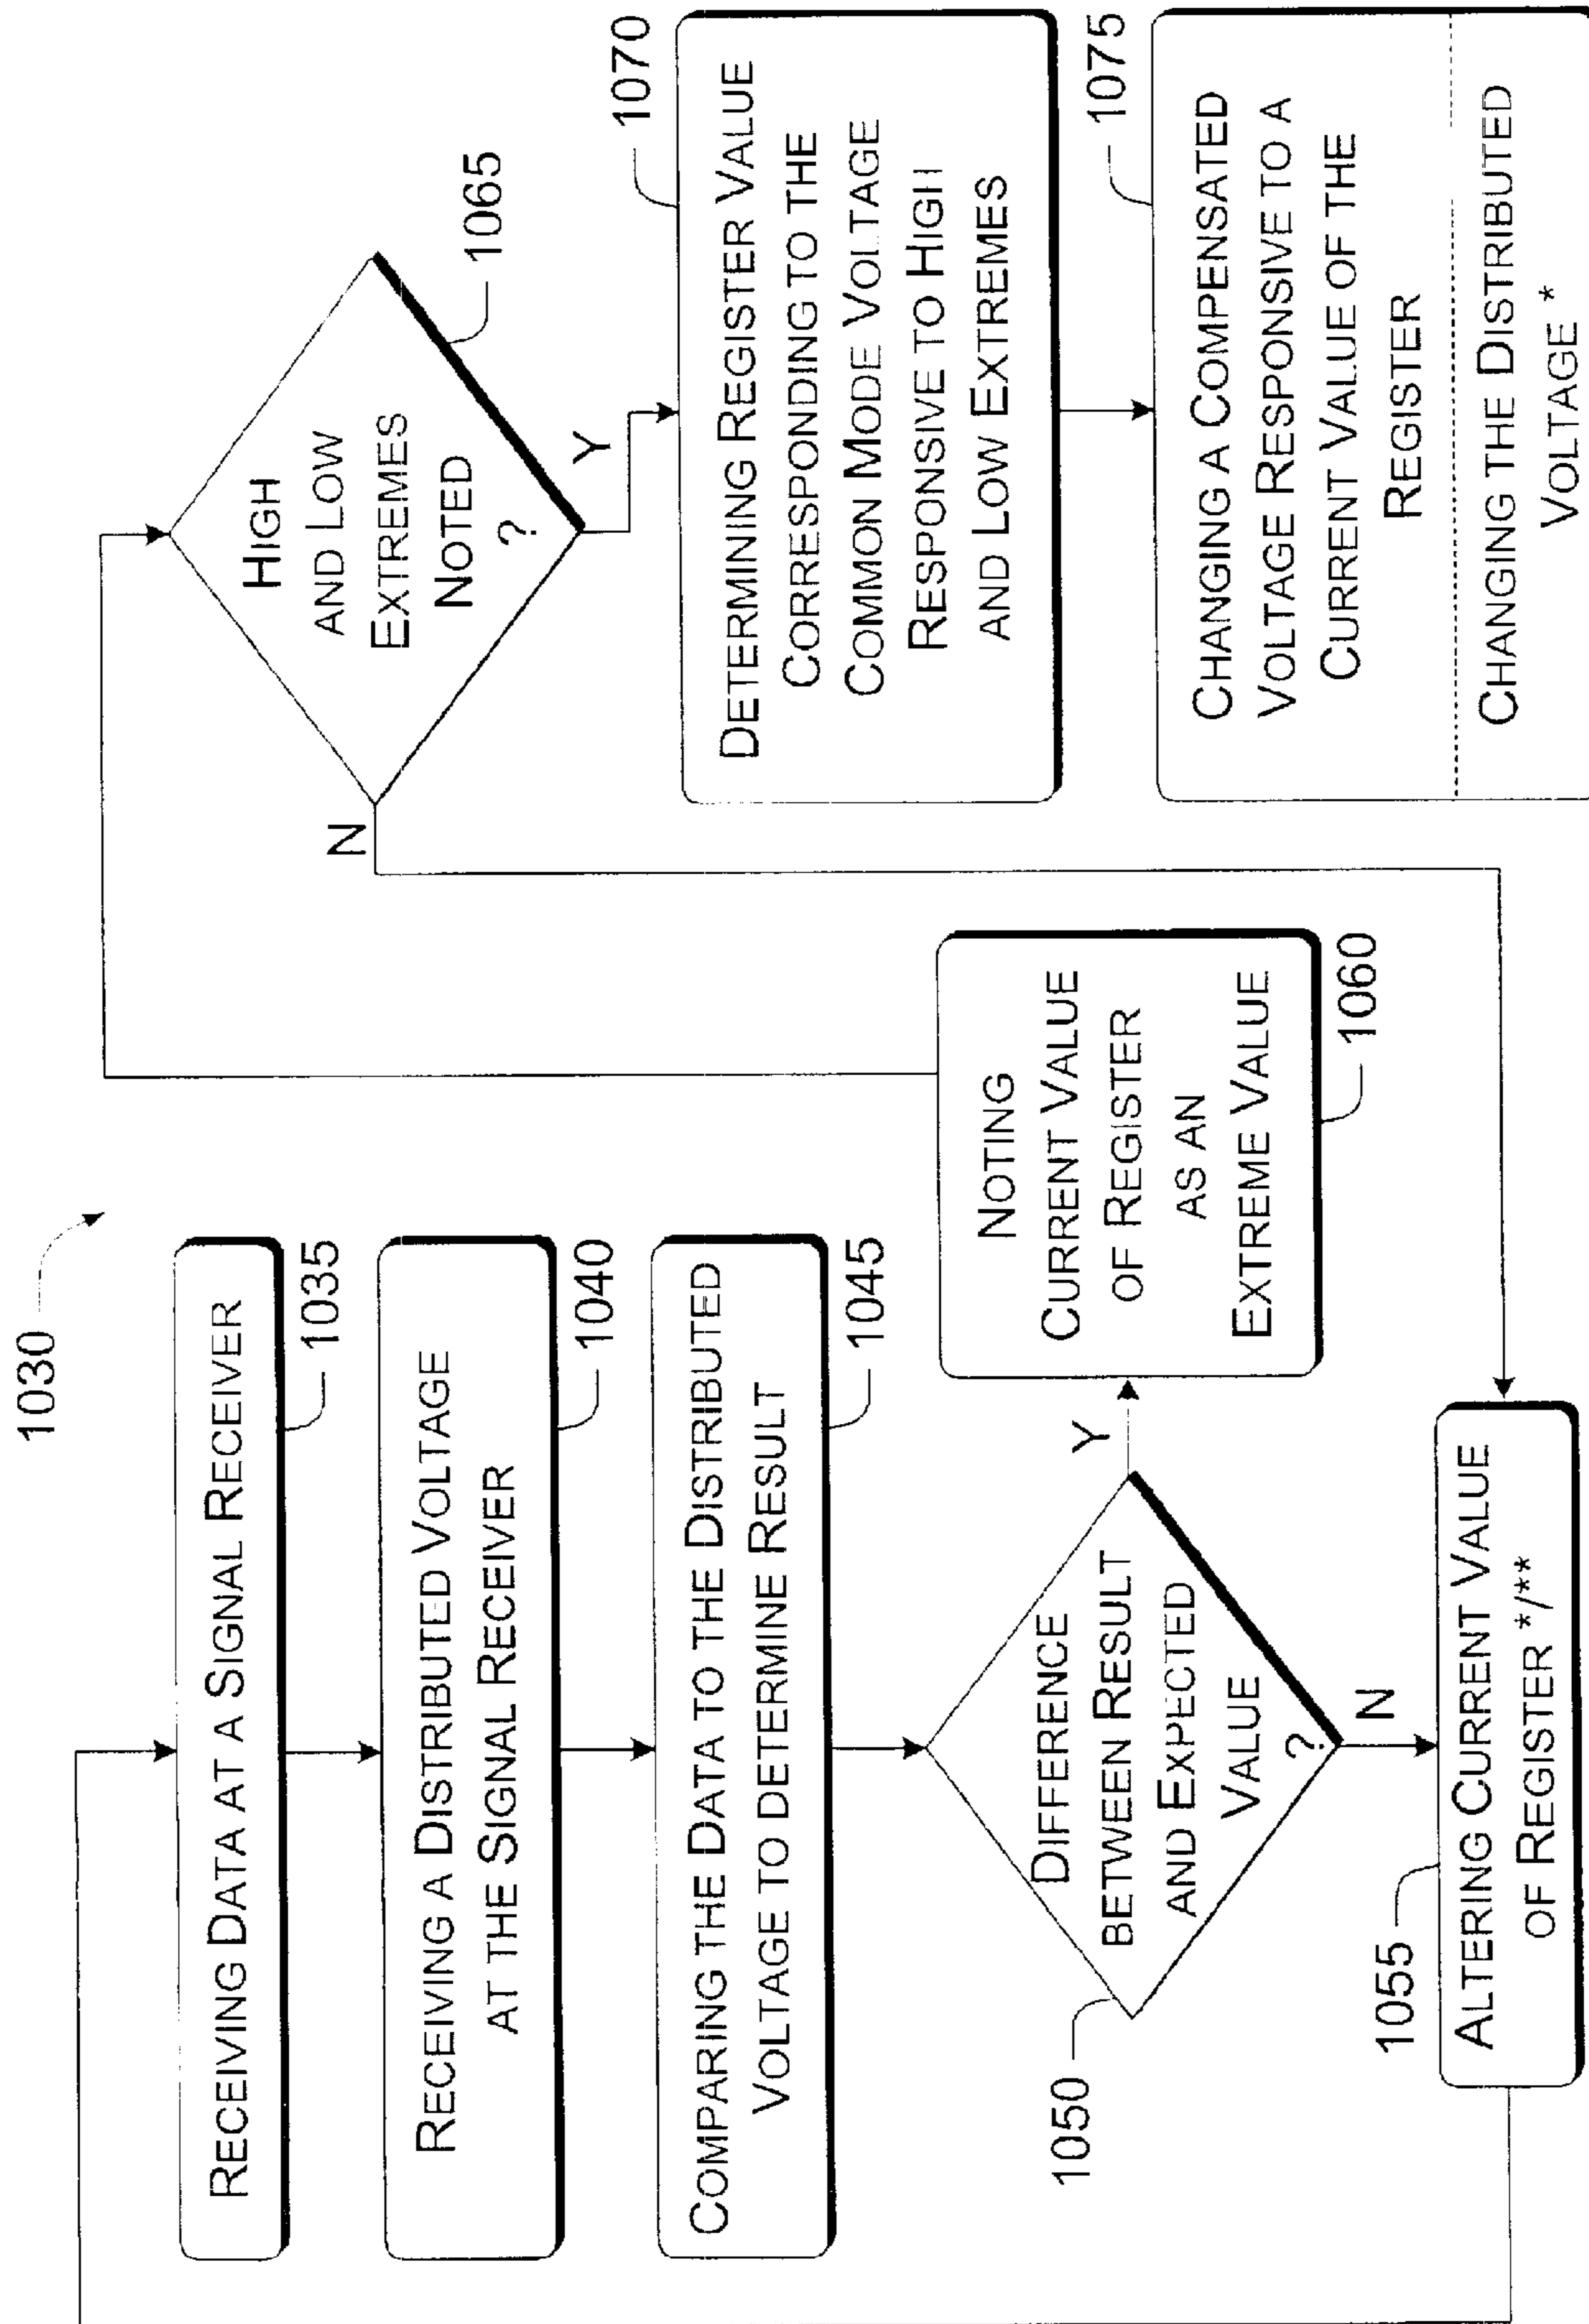 1030
RECEIVING DATA AT A SIGNAL RECEIVER
1035
RECEIVING A DISTRIBUTED VOLTAGE
AT THE SIGNAL RECEIVER
1040
COMPARING THE DATA TO THE DISTRIBUTED
VOLTAGE TO DETERMINE RESULT
1045
DIFFERENCE
BETWEEN RESULT
AND EXPECTED
VALUE
?
1050
Y
N
1055
ALTERING CURRENT VALUE
OF REGISTER */**
NOTING
CURRENT VALUE
OF REGISTER
AS AN
EXTREME VALUE
1060
HIGH
AND LOW
EXTREMES
NOTED
?
1065
N
Y
1070
DETERMINING REGISTER VALUE
CORRESPONDING TO THE
COMMON MODE VOLTAGE
RESPONSIVE TO HIGH
AND LOW EXTREMES
1075
CHANGING A COMPENSATED
VOLTAGE RESPONSIVE TO A
CURRENT VALUE OF THE
REGISTER
CHANGING THE DISTRIBUTED
VOLTAGE *